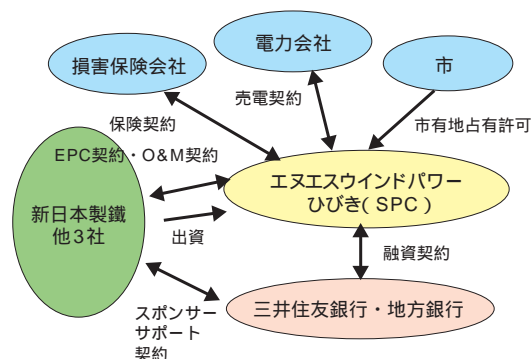 電力会社
損害保険会社
市
売電契約
保険契約
市有地占有許可
EPC契約・O&M契約
エヌエスウインドパワー
ひびき(SPC)
新日本製鐵
他3社
出資
融資契約
スポンサー
サポート
契約
三井住友銀行・地方銀行